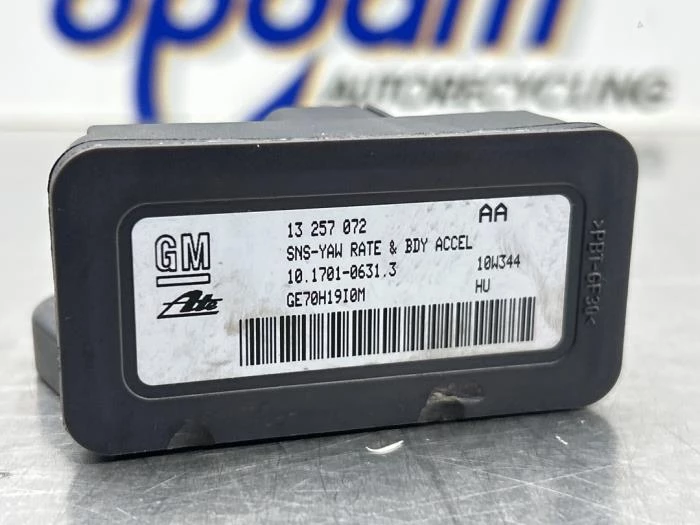 opdam
AUTORECYCLING
13 257 072
AA
GM
SNS-YAW RATE & BDY ACCEL
10.1701-0631.3
10W344
Ate
GE70H19I0M
HU
>PBT-GF30<